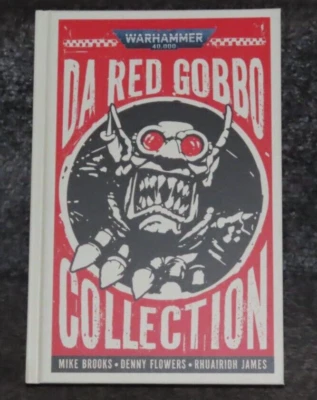 WARHAMMER
40,000
DA RED GOBBO
COLLECTION
MIKE BROOKS • DENNY FLOWERS • RHUAIRIDH JAMES